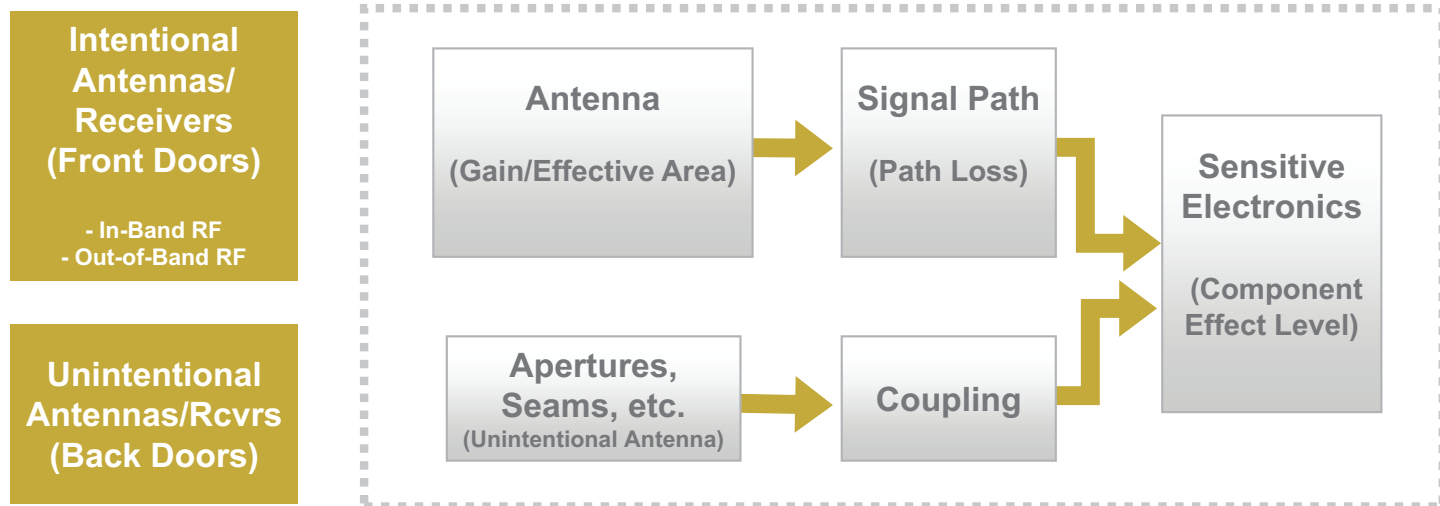 Intentional
Antennas/
Receivers
(Front Doors)
- In-Band RF
- Out-of-Band RF
Unintentional
Antennas/Rcvrs
(Back Doors)
Antenna
(Gain/Effective Area)
Signal Path
(Path Loss)
Sensitive
Electronics
(Component
Effect Level)
Apertures,
Seams, etc.
(Unintentional Antenna)
Coupling